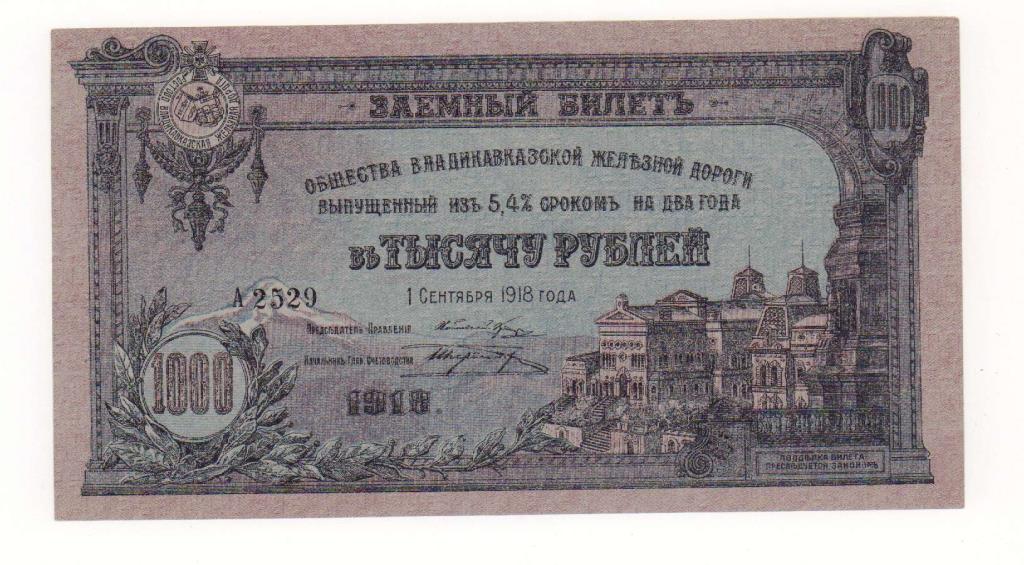 ЗАЕМНЫЙ БИЛЕТЪ
1000
ОБЩЕСТВА ВЛАДИКАВКАЗСКОЙ ЖЕЛѢЗНОЙ ДОРОГИ
ВЫПУЩЕННЫЙ ИЗЪ 5,4% СРОКОМЪ НА ДВА ГОДА
въ ТЫСЯЧУ РУБЛЕЙ
А 2529
1 СЕНТЯБРЯ 1918 ГОДА
ПРЕДСѢДАТЕЛЬ ПРАВЛЕНІЯ
НАЧАЛЬНИКЪ ГЛАВ. СЧЕТОВОДСТВА
1000
1918.
ПОДДѢЛКА БИЛЕТА
ПРЕСЛѢДУЕТСЯ ЗАКОНОМЪ